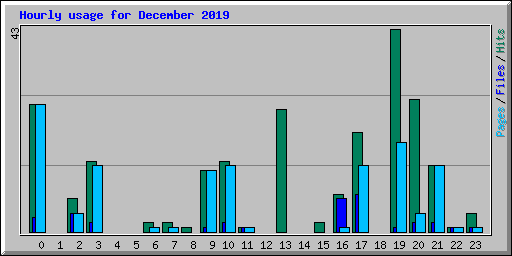 Hourly usage for December 2019
43
Pages/Files/Hits
0 1 2 3 4 5 6 7 8 9 10 11 12 13 14 15 16 17 18 19 20 21 22 23